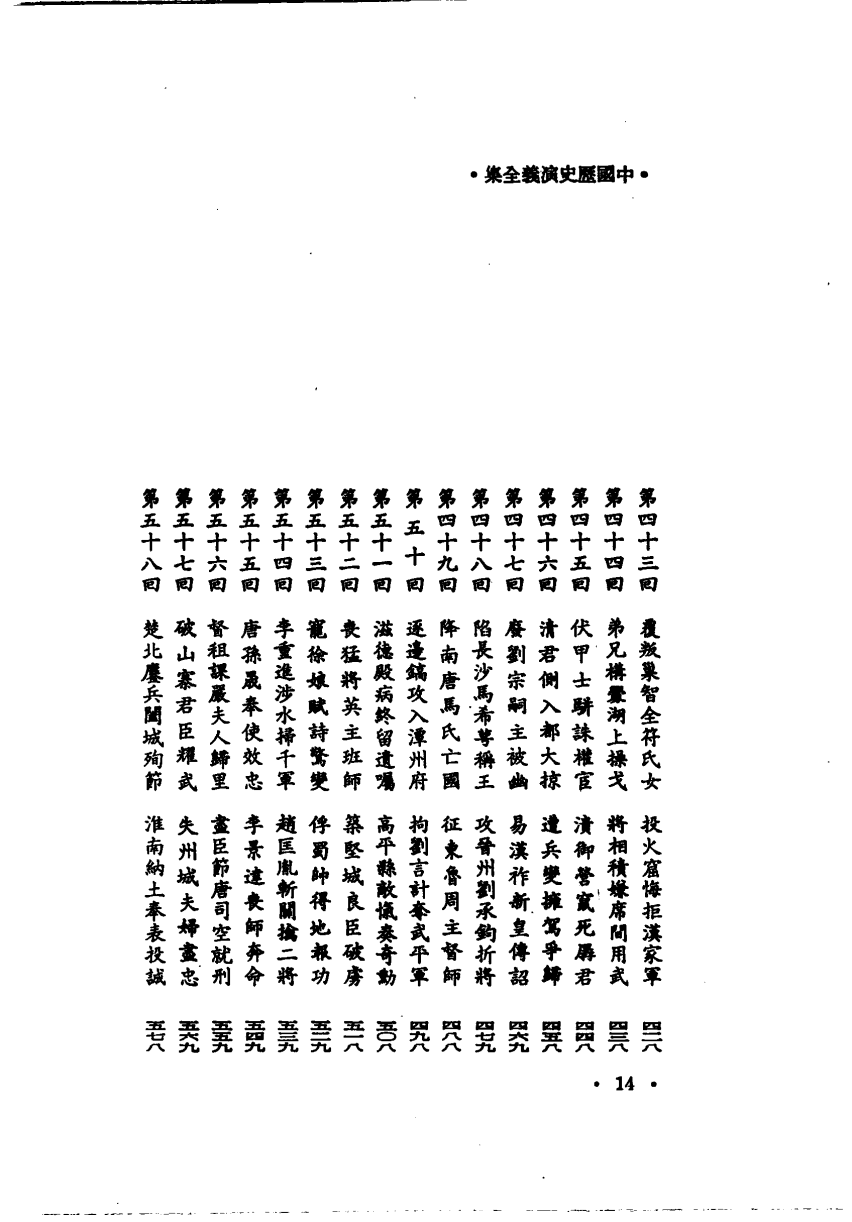 •中國歷史演義全集•
第四十三回 覆叛巢智全符氏女 投火窟悔拒漢家軍 四二八
第四十四回 弟兄構釁湖上操戈 將相積嫌席間用武 四三八
第四十五回 伏甲士駢誅權宦 潰御營竄死孱君 四四八
第四十六回 清君側入都大掠 遭兵變擁駕爭歸 四五八
第四十七回 廢劉宗嗣主被幽 易漢祚新皇傳詔 四六九
第四十八回 陷長沙馬希萼稱王 攻晉州劉承鈞折將 四七九
第四十九回 降南唐馬氏亡國 征東魯周主督師 四八八
第五十回 逐邊鎬攻入潭州府 拘劉言計奪武平軍 四九八
第五十一回 滋德殿病終留遺囑 高平縣敵愾奏奇勳 五〇八
第五十二回 喪猛將英主班師 築堅城良臣破虜 五一八
第五十三回 寵徐娘賦詩驚變 俘蜀帥得地報功 五二九
第五十四回 李重進涉水掃千軍 趙匡胤斬關擒二將 五三九
第五十五回 唐孫晟奉使效忠 李景達喪師奔命 五四九
第五十六回 督租課嚴夫人歸里 盡臣節唐司空就刑 五五九
第五十七回 破山寨君臣耀武 失州城夫婦盡忠 五六九
第五十八回 楚北鏖兵闔城殉節 淮南納土奉表投誠 五七八
• 14 •